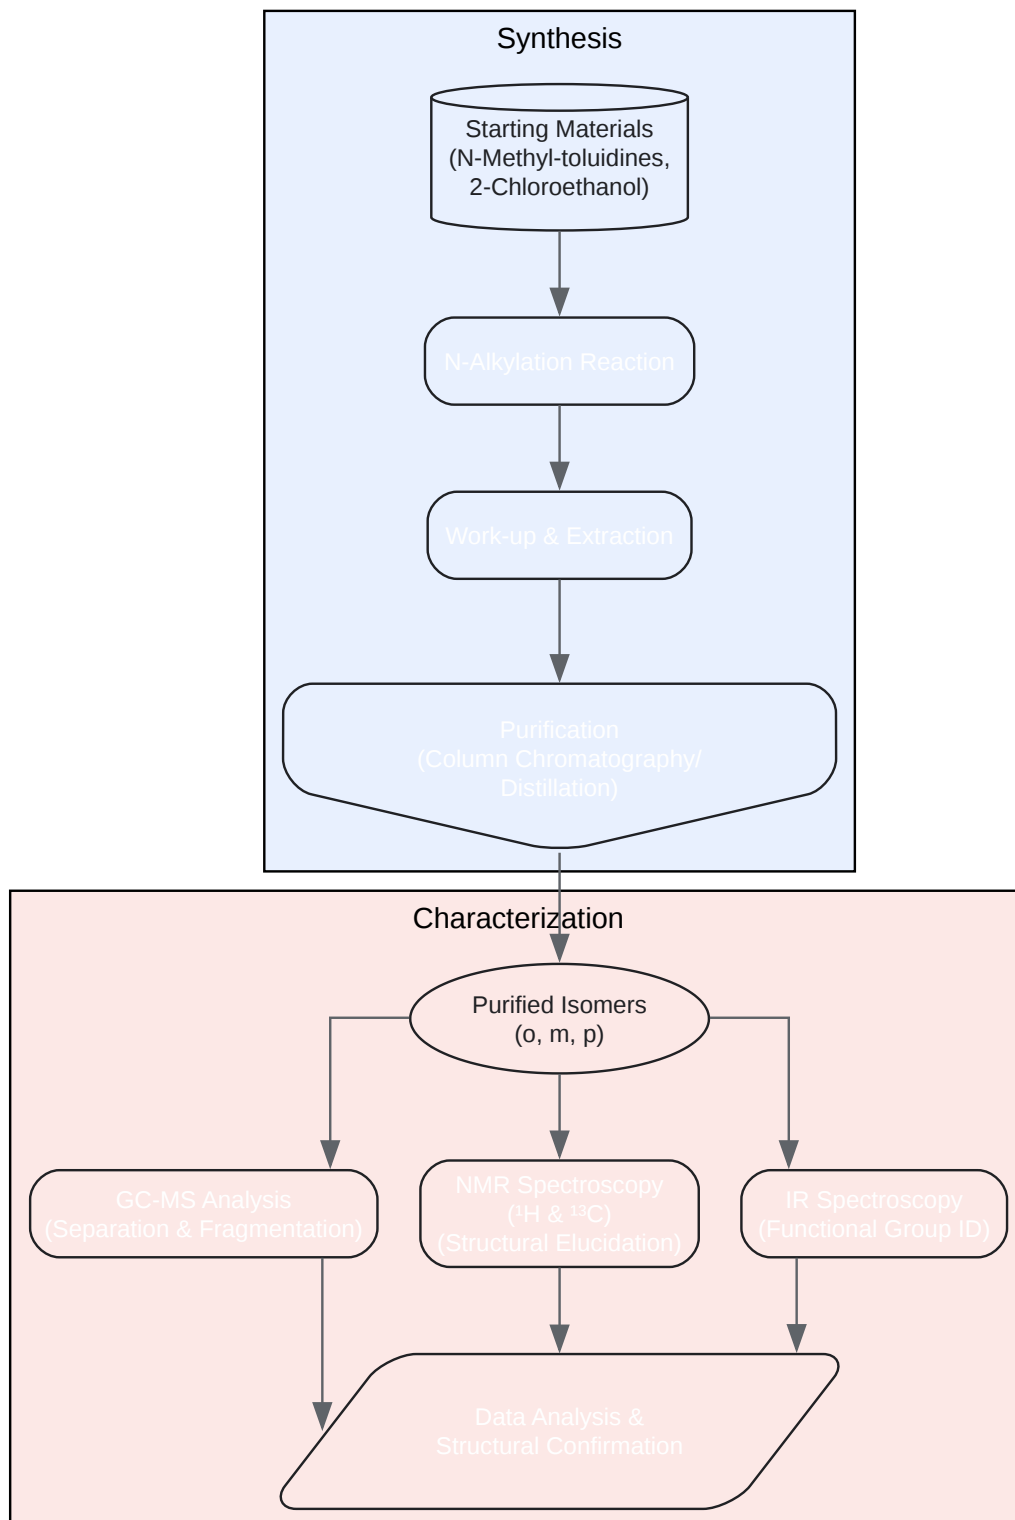 Synthesis
Starting Materials
(N-Methyl-toluidines,
2-Chloroethanol)
N-Alkylation Reaction
Work-up & Extraction
Purification
(Column Chromatography/
Distillation)
Characterization
Purified Isomers
(o, m, p)
GC-MS Analysis
(Separation & Fragmentation)
NMR Spectroscopy
(¹H & ¹³C)
(Structural Elucidation)
IR Spectroscopy
(Functional Group ID)
Data Analysis &
Structural Confirmation